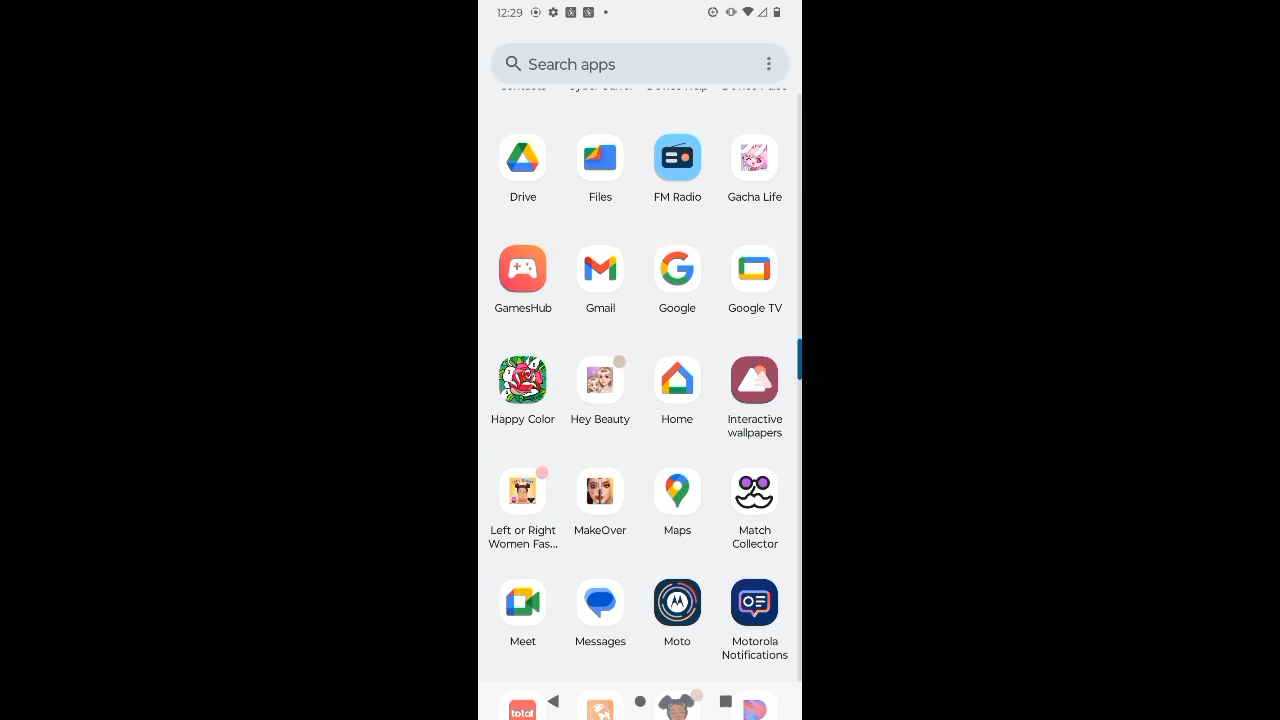 12:29
Search apps
Drive Files FM Radio Gacha Life
GamesHub Gmail Google Google TV
Happy Color Hey Beauty Home Interactive
wallpapers
Left or Right MakeOver Maps Match
Women Fas... Collector
Meet Messages Moto Motorola
Notifications
total